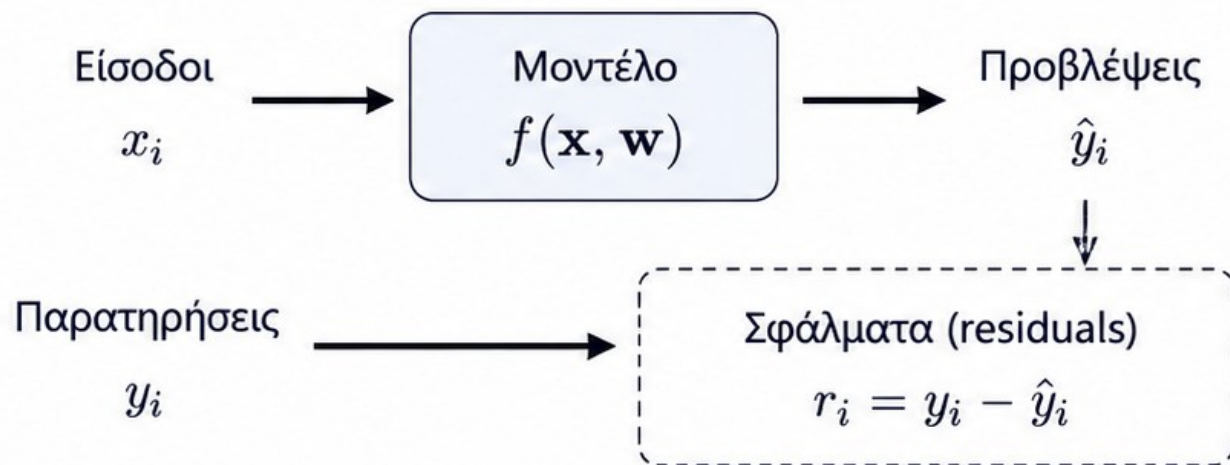 Είσοδοι
x_i
Μοντέλο
f(x, w)
Προβλέψεις
ŷ_i
Παρατηρήσεις
y_i
Σφάλματα (residuals)
r_i = y_i − ŷ_i